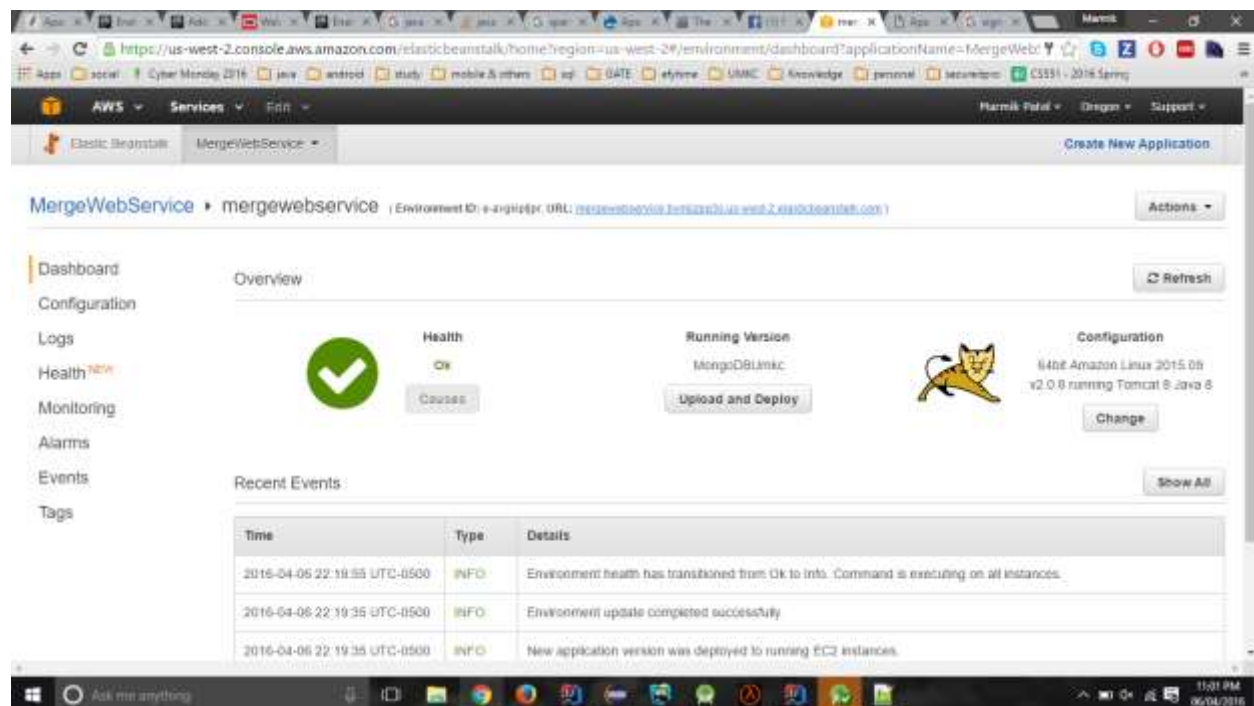 Marmik
https://us-west-2.console.aws.amazon.com/elasticbeanstalk/home?region=us-west-2#/environment/dashboard?applicationName=MergeWeb
Apps social Cyber Monday 2016 java android study mobile & others sql GATE UMKC Knowledge personal CS551 - 2016 Spring
AWS Services Edit Marmik Patel Oregon Support
Elastic Beanstalk MergeWebService Create New Application
MergeWebService mergewebservice ( Environment ID: URL: ) Actions
Dashboard
Configuration
Logs
Health NEW
Monitoring
Alarms
Events
Tags
Overview Refresh
Health
Ok
Causes
Running Version
MongoDBUmkc
Upload and Deploy
Configuration
64bit Amazon Linux 2015.09
v2.0.8 running Tomcat 8 Java 8
Change
Recent Events Show All
Time Type Details
2016-04-06 22:19:55 UTC-0500 INFO Environment health has transitioned from Ok to Info. Command is executing on all instances.
2016-04-06 22:19:35 UTC-0500 INFO Environment update completed successfully.
2016-04-06 22:19:35 UTC-0500 INFO New application version was deployed to running EC2 instances.
Ask me anything
11:01 PM
06/04/2016